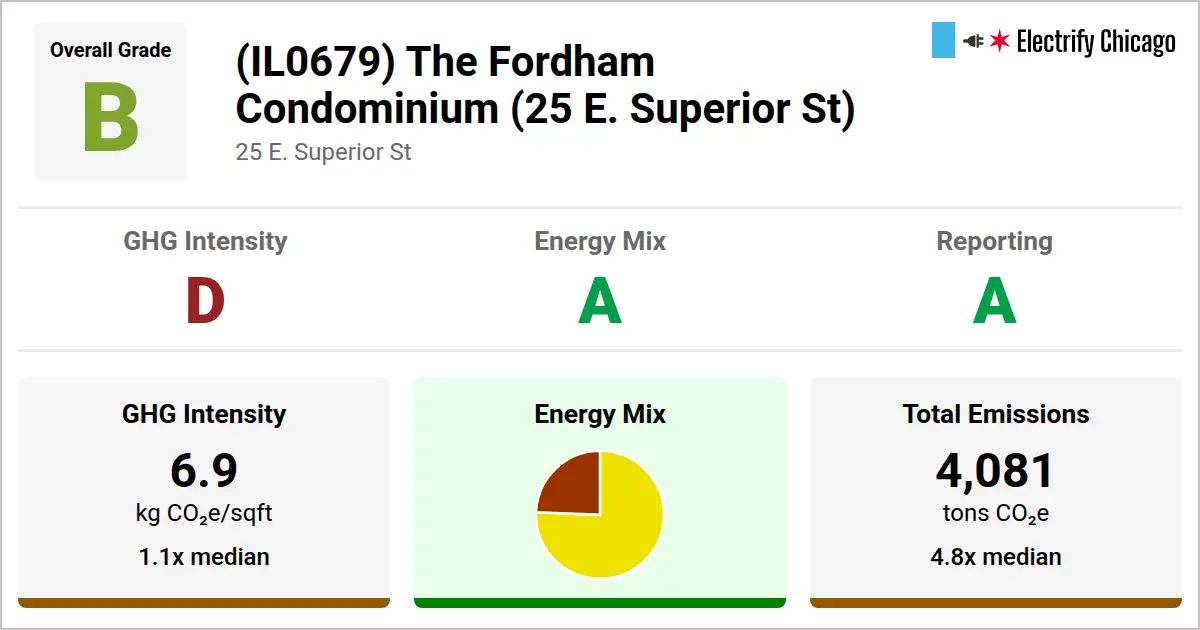 Overall Grade
B
(IL0679) The Fordham
Condominium (25 E. Superior St)
25 E. Superior St
Electrify Chicago
GHG Intensity
D
Energy Mix
A
Reporting
A
GHG Intensity
6.9
kg CO₂e/sqft
1.1x median
Energy Mix
Total Emissions
4,081
tons CO₂e
4.8x median